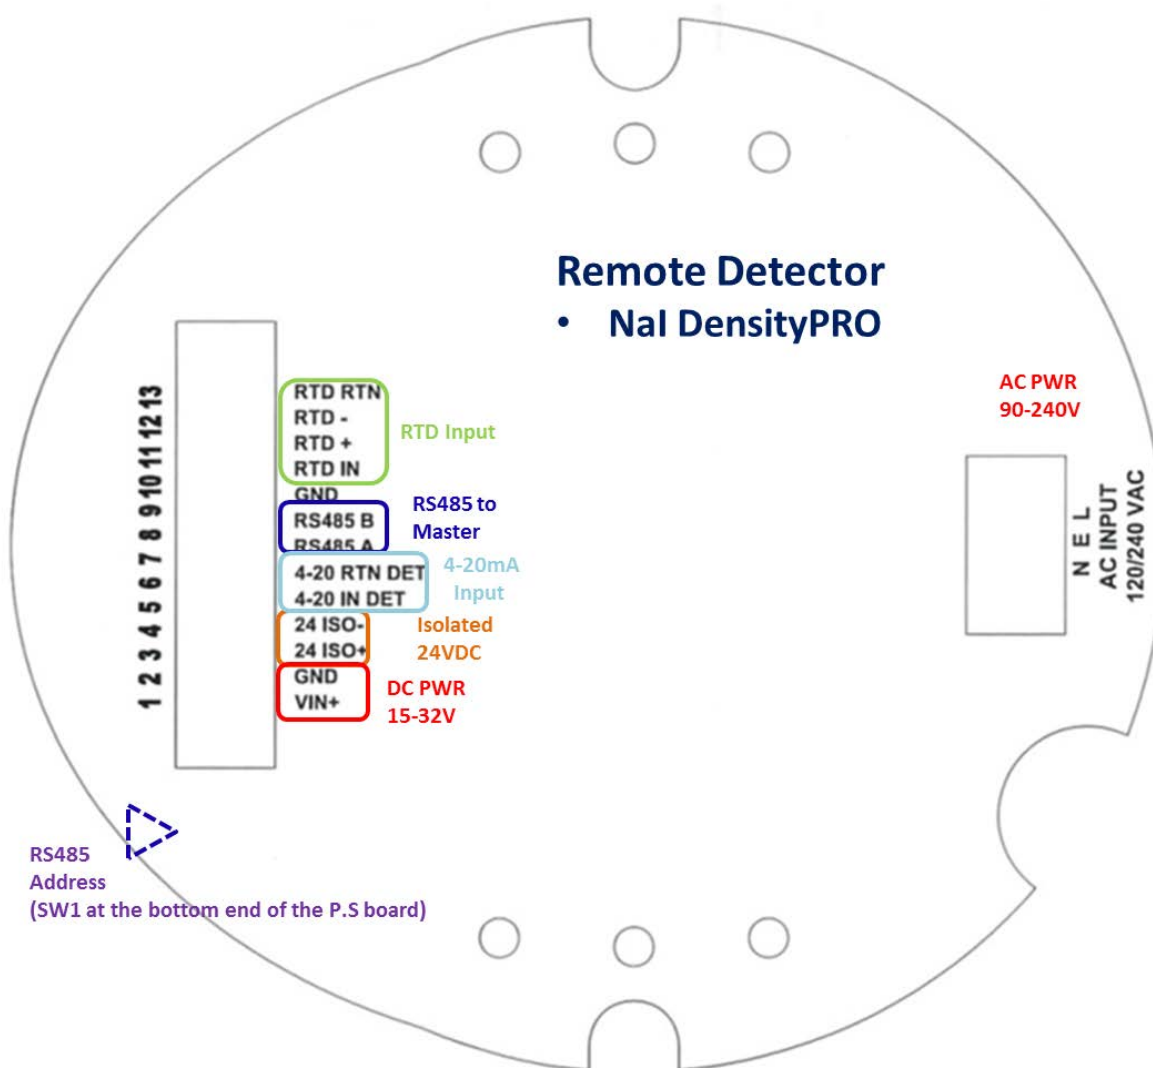 Remote Detector
• NaI DensityPRO
AC PWR
90-240V
N E L
AC INPUT
120/240 VAC
1 2 3 4 5 6 7 8 9 10 11 12 13
RTD RTN
RTD -
RTD +
RTD IN
RTD Input
GND
RS485 B
RS485 A
RS485 to
Master
4-20 RTN DET
4-20 IN DET
4-20mA
Input
24 ISO-
24 ISO+
Isolated
24VDC
GND
VIN+
DC PWR
15-32V
RS485
Address
(SW1 at the bottom end of the P.S board)